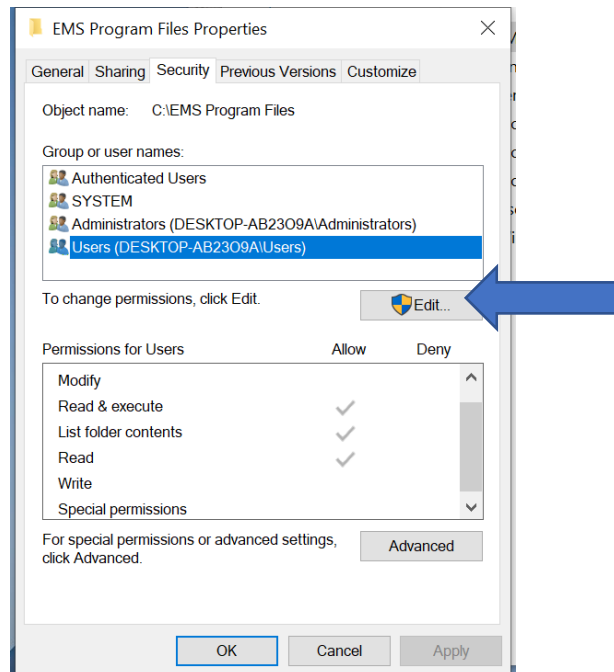 EMS Program Files Properties
General Sharing Security Previous Versions Customize
Object name: C:\EMS Program Files
Group or user names:
Authenticated Users
SYSTEM
Administrators (DESKTOP-AB23O9A\Administrators)
Users (DESKTOP-AB23O9A\Users)
To change permissions, click Edit.
Edit...
Permissions for Users Allow Deny
Modify
Read & execute
List folder contents
Read
Write
Special permissions
For special permissions or advanced settings,
click Advanced.
Advanced
OK Cancel Apply